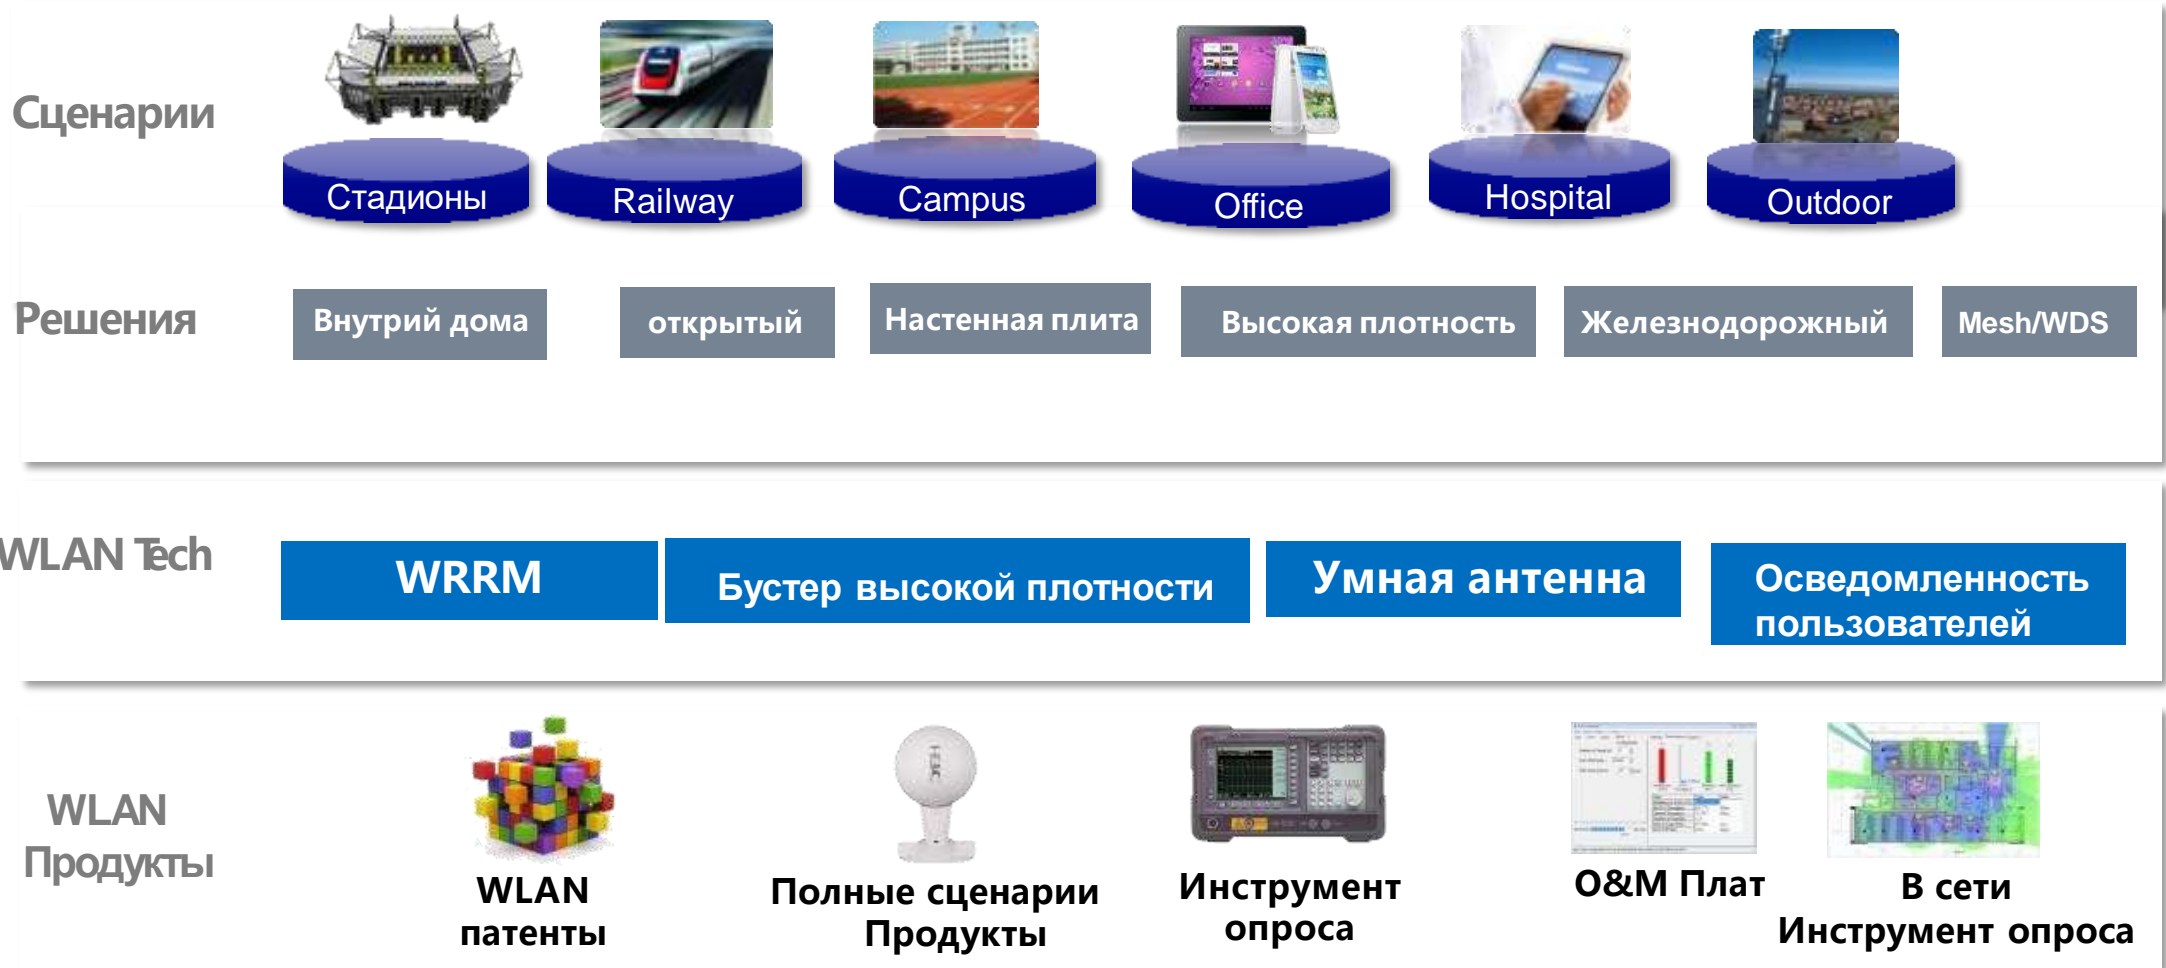 Сценарии
Стадионы
Railway
Campus
Office
Hospital
Outdoor
Решения
Внутрий дома
открытый
Настенная плита
Высокая плотность
Железнодорожный
Mesh/WDS
WLAN Tech
WRRM
Бустер высокой плотности
Умная антенна
Осведомленность
пользователей
WLAN
Продукты
WLAN
патенты
Полные сценарии
Продукты
Инструмент
опроса
О&М Плат
В сети
Инструмент опроса